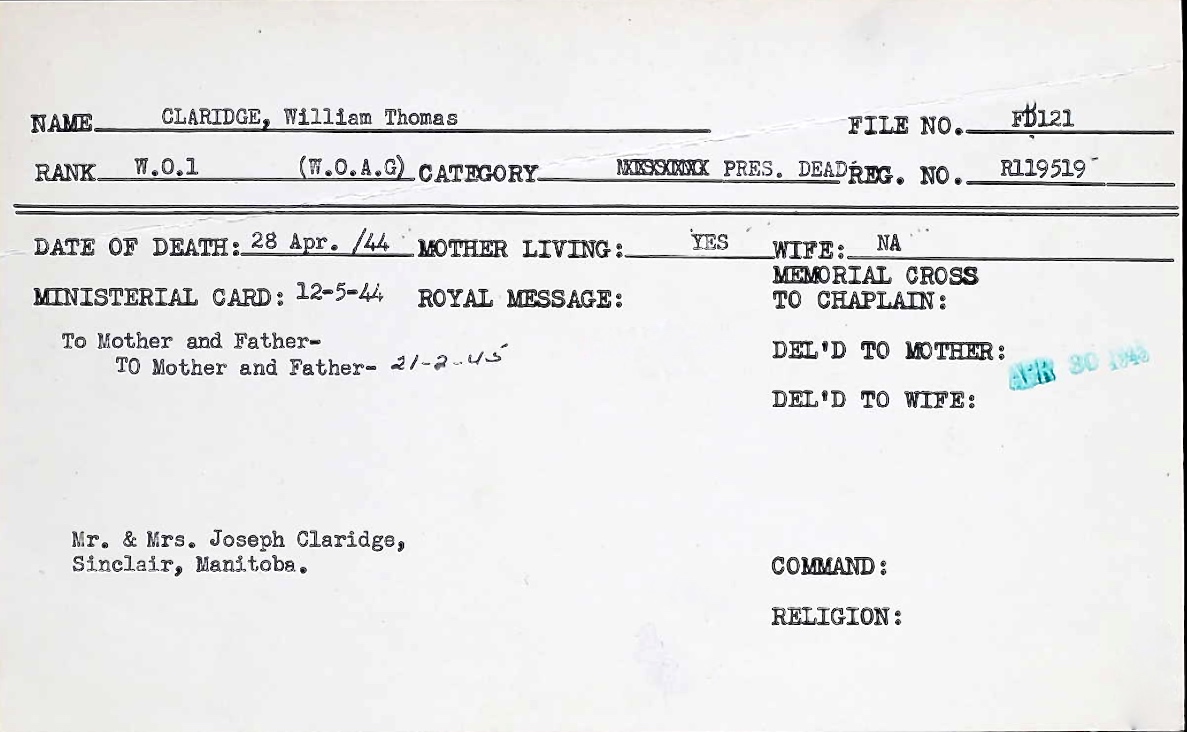 NAME CLARIDGE, William Thomas FILE NO. FD121
RANK W.O.1 (W.O.A.G) CATEGORY PRES. DEAD REG. NO. R119519
DATE OF DEATH: 28 Apr. /44 MOTHER LIVING: YES WIFE: NA
MINISTERIAL CARD: 12-5-44 ROYAL MESSAGE: MEMORIAL CROSS
TO CHAPLAIN:
To Mother and Father-
TO Mother and Father- 21-2-45
DEL'D TO MOTHER: APR 30
DEL'D TO WIFE:
Mr. & Mrs. Joseph Claridge,
Sinclair, Manitoba.
COMMAND:
RELIGION: